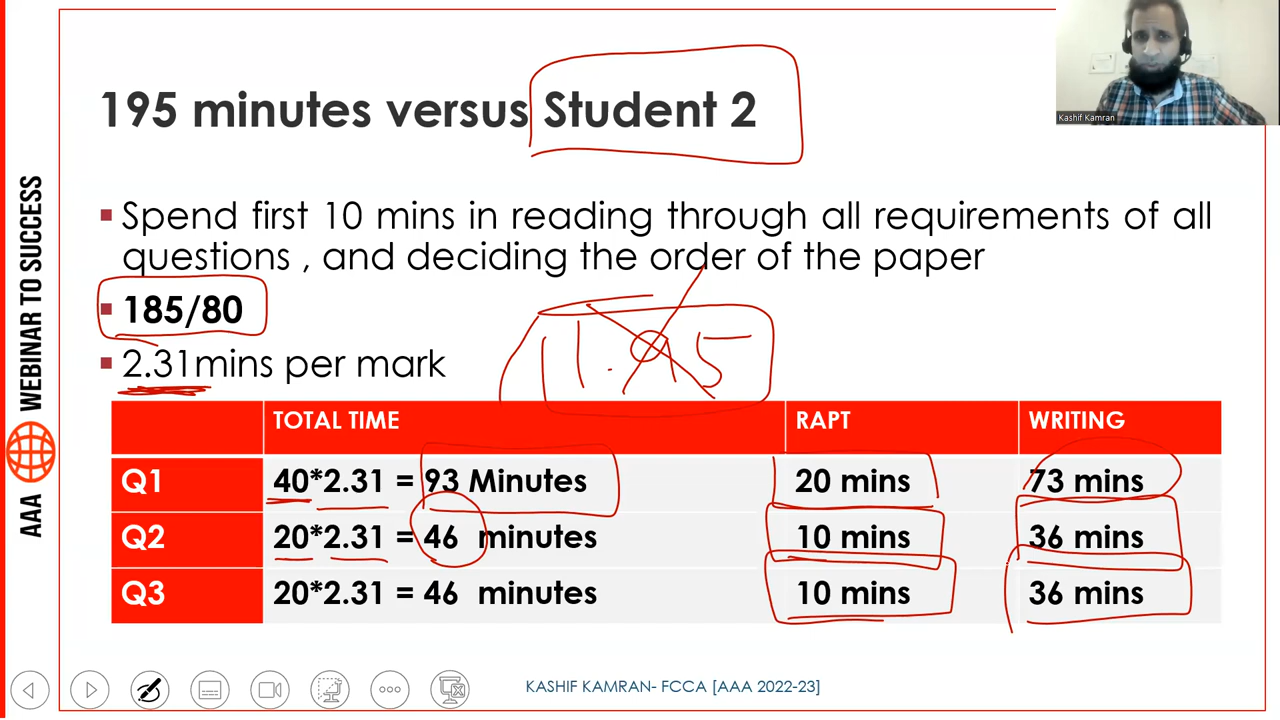 Kashif Kamran
195 minutes versus Student 2
AAA WEBINAR TO SUCCESS
Spend first 10 mins in reading through all requirements of all
questions , and deciding the order of the paper
185/80
2.31mins per mark
TOTAL TIME RAPT WRITING
Q1 40*2.31 = 93 Minutes 20 mins 73 mins
Q2 20*2.31 = 46 minutes 10 mins 36 mins
Q3 20*2.31 = 46 minutes 10 mins 36 mins
KASHIF KAMRAN- FCCA [AAA 2022-23]